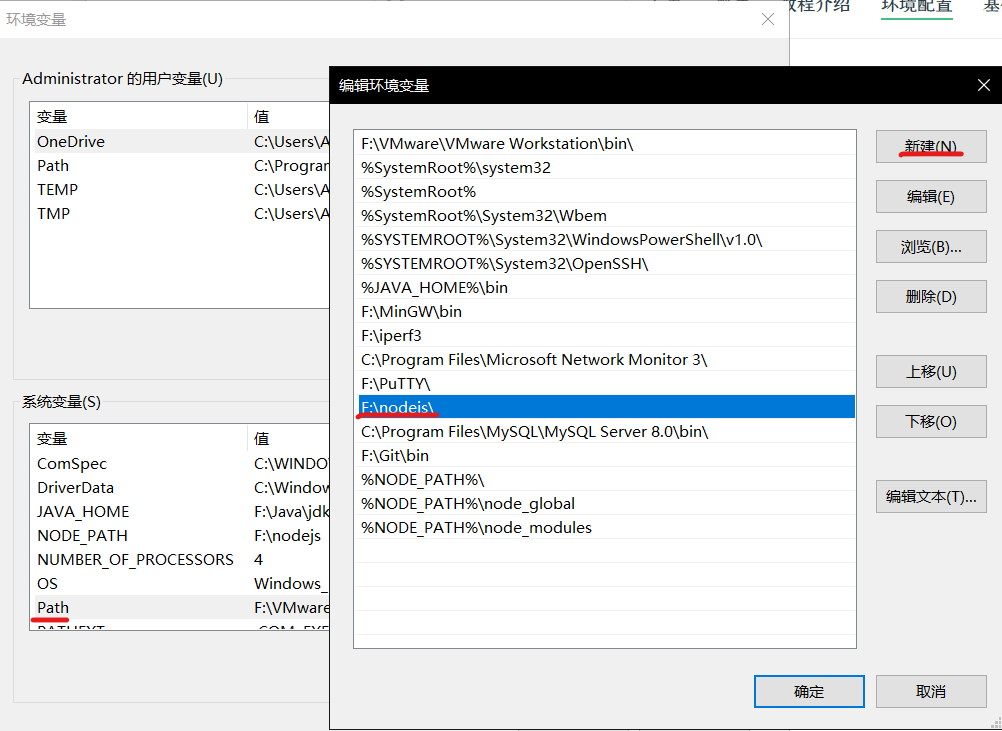 教程介绍
环境配置
环境变量
Administrator 的用户变量(U)
变量 值
OneDrive C:\Users\A
Path C:\Program
TEMP C:\Users\A
TMP C:\Users\A
系统变量(S)
变量 值
ComSpec C:\WINDO
DriverData C:\Window
JAVA_HOME F:\Java\jdk
NODE_PATH F:\nodejs
NUMBER_OF_PROCESSORS 4
OS Windows_
Path F:\VMware
PATHEXT .COM;.EXE
编辑环境变量
F:\VMware\VMware Workstation\bin\
%SystemRoot%\system32
%SystemRoot%
%SystemRoot%\System32\Wbem
%SYSTEMROOT%\System32\WindowsPowerShell\v1.0\
%SYSTEMROOT%\System32\OpenSSH\
%JAVA_HOME%\bin
F:\MinGW\bin
F:\iperf3
C:\Program Files\Microsoft Network Monitor 3\
F:\PuTTY\
F:\nodejs\
C:\Program Files\MySQL\MySQL Server 8.0\bin\
F:\Git\bin
%NODE_PATH%\
%NODE_PATH%\node_global
%NODE_PATH%\node_modules
新建(N)
编辑(E)
浏览(B)...
删除(D)
上移(U)
下移(O)
编辑文本(T)...
确定
取消